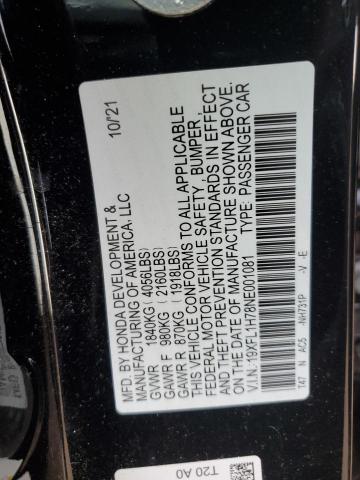 MFD. BY HONDA DEVELOPMENT & 10/'21
MANUFACTURING OF AMERICA, LLC
GVWR 1840KG ( 4056LBS)
GAWR F 980KG ( 2160LBS)
GAWR R 870KG ( 1918LBS)
THIS VEHICLE CONFORMS TO ALL APPLICABLE
FEDERAL MOTOR VEHICLE SAFETY, BUMPER,
AND THEFT PREVENTION STANDARDS IN EFFECT
ON THE DATE OF MANUFACTURE SHOWN ABOVE.
V.I.N.: 19XFL1H78NE001081 TYPE: PASSENGER CAR
T47 N AC5 -NH731P -V -E
T20 A0